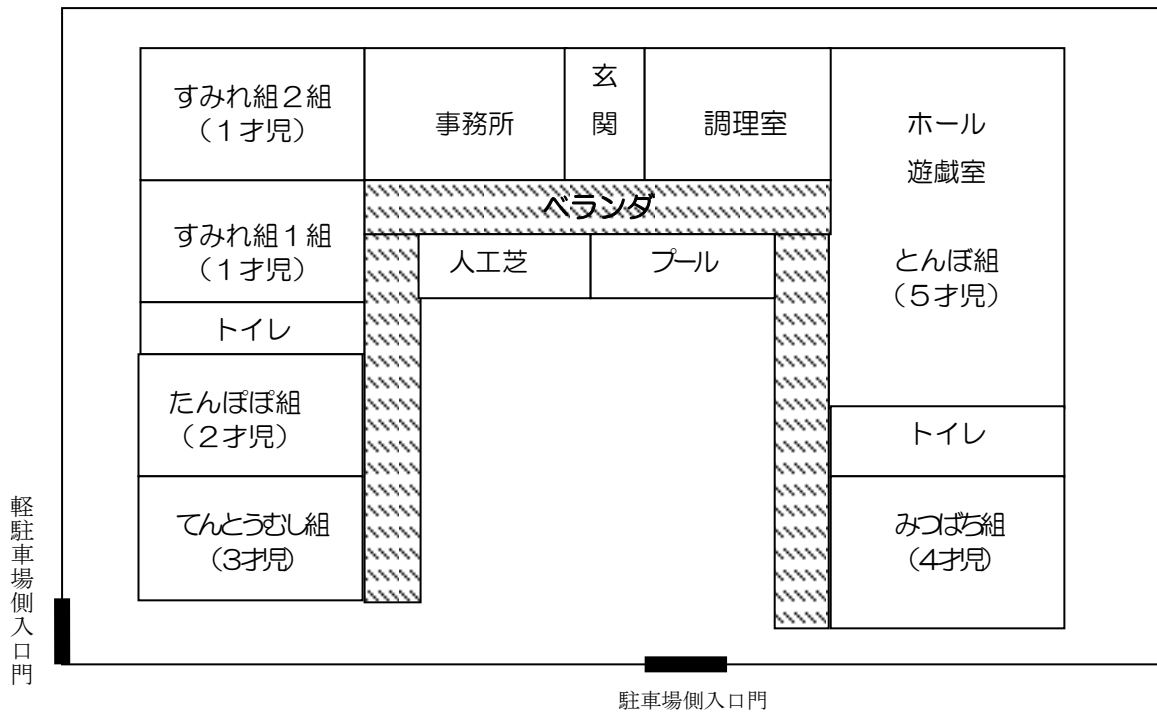 すみれ組２組
（１才児）
事務所
玄
関
調理室
ホール
遊戯室
ベランダ
すみれ組１組
（１才児）
人工芝
プール
とんぼ組
（５才児）
トイレ
たんぽぽ組
（２才児）
トイレ
てんとうむし組
（３才児）
みつばち組
（４才児）
軽駐車場側入口門
駐車場側入口門